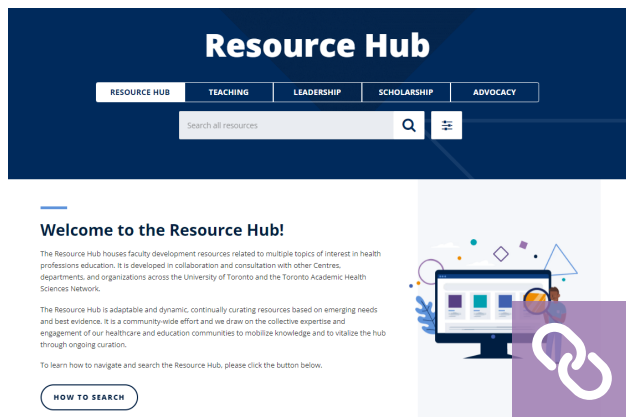 Resource Hub
RESOURCE HUB TEACHING LEADERSHIP SCHOLARSHIP ADVOCACY
Search all resources
Welcome to the Resource Hub!
The Resource Hub houses faculty development resources related to multiple topics of interest in health
professions education. It is developed in collaboration and consultation with other Centres,
departments, and organizations across the University of Toronto and the Toronto Academic Health
Sciences Network.
The Resource Hub is adaptable and dynamic, continually curating resources based on emerging needs
and best evidence. It is a community-wide effort and we draw on the collective expertise and
engagement of our healthcare and education communities to mobilize knowledge and to vitalize the hub
through ongoing curation.
To learn how to navigate and search the Resource Hub, please click the button below.
HOW TO SEARCH